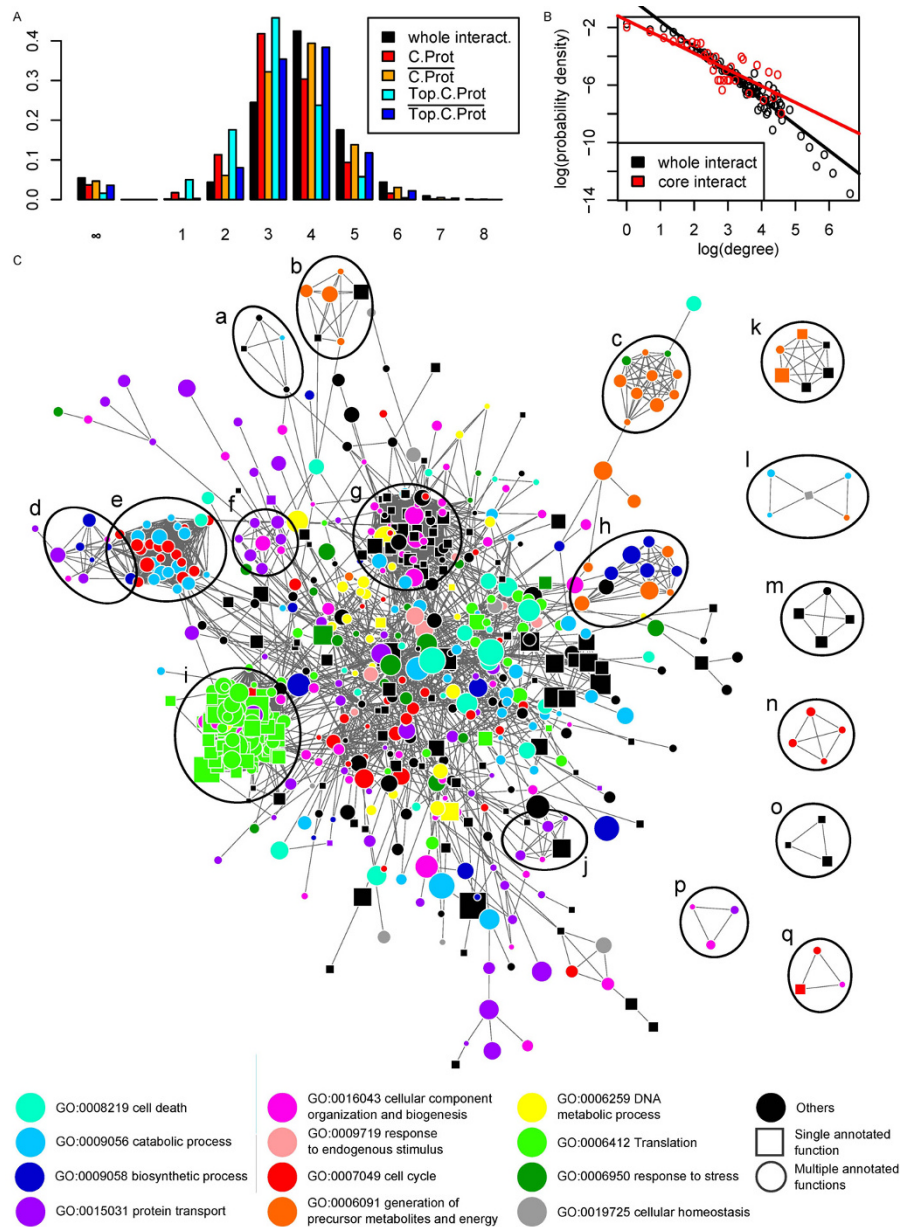 A
0.4
0.3
0.2
0.1
0.0
whole interact.
C.Prot
C.Prot
Top.C.Prot
Top.C.Prot
∞ 1 2 3 4 5 6 7 8
B
log(probability density)
−2
−6
−10
−14
whole interact
core interact
0 1 2 3 4 5 6
log(degree)
C
a
b
c
d
e
f
g
h
i
j
k
l
m
n
o
p
q
GO:0008219 cell death
GO:0009056 catabolic process
GO:0009058 biosynthetic process
GO:0015031 protein transport
GO:0016043 cellular component
organization and biogenesis
GO:0009719 response
to endogenous stimulus
GO:0007049 cell cycle
GO:0006091 generation of
precursor metabolites and energy
GO:0006259 DNA
metabolic process
GO:0006412 Translation
GO:0006950 response to stress
GO:0019725 cellular homeostasis
Others
Single annotated
function
Multiple annotated
functions